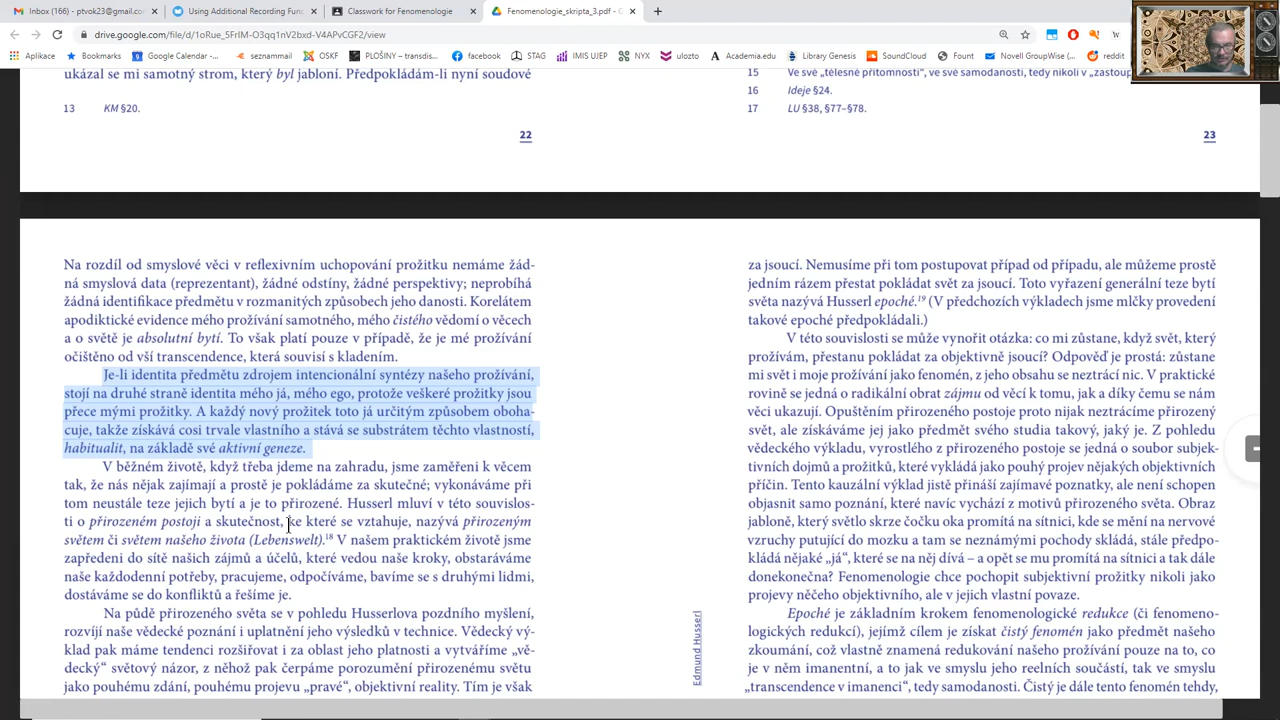 Inbox (166) - ptvok23@gmail.com
Using Additional Recording Func
Classwork for Fenomenologie
Fenomenologie_skripta_3.pdf - G
drive.google.com/file/d/1oRue_5FrIM-O3qq1nV2bxd-V4APvCGF2/view
Aplikace
Bookmarks
Google Calendar -...
seznammail
OSKF
PLOŠINY – transdis...
facebook
STAG
IMIS UJEP
ulozto
Academia.edu
Library Genesis
SoundCloud
Fount
Novell GroupWise (...
reddit
ukázal se mi samotný strom, který byl jabloní. Předpokládám-li nyní soudové
13 KM §20.
22
15 Ve své „tělesné přítomnosti“, ve své samodanosti, tedy nikoli v „zastoup
16 Ideje §24.
17 LU §38, §77–§78.
23
Na rozdíl od smyslové věci v reflexivním uchopování prožitku nemáme žád-
ná smyslová data (reprezentant), žádné odstíny, žádné perspektivy; neprobíhá
žádná identifikace předmětu v rozmanitých způsobech jeho danosti. Korelátem
apodiktické evidence mého prožívání samotného, mého čistého vědomí o věcech
a o světě je absolutní bytí. To však platí pouze v případě, že je mé prožívání
očištěno od vší transcendence, která souvisí s kladením.
Je-li identita předmětu zdrojem intencionální syntézy našeho prožívání,
stojí na druhé straně identita mého já, mého ego, protože veškeré prožitky jsou
přece mými prožitky. A každý nový prožitek toto já určitým způsobem oboha-
cuje, takže získává cosi trvale vlastního a stává se substrátem těchto vlastností,
habitualit, na základě své aktivní geneze.
V běžném životě, když třeba jdeme na zahradu, jsme zaměřeni k věcem
tak, že nás nějak zajímají a prostě je pokládáme za skutečné; vykonáváme při
tom neustále teze jejich bytí a je to přirozené. Husserl mluví v této souvislos-
ti o přirozeném postoji a skutečnost, ke které se vztahuje, nazývá přirozeným
světem či světem našeho života (Lebenswelt).18 V našem praktickém životě jsme
zapředeni do sítě našich zájmů a účelů, které vedou naše kroky, obstaráváme
naše každodenní potřeby, pracujeme, odpočíváme, bavíme se s druhými lidmi,
dostáváme se do konfliktů a řešíme je.
Na půdě přirozeného světa se v pohledu Husserlova pozdního myšlení,
rozvíjí naše vědecké poznání i uplatnění jeho výsledků v technice. Vědecký vý-
klad pak máme tendenci rozšiřovat i za oblast jeho platnosti a vytváříme „vě-
decký“ světový názor, z něhož pak čerpáme porozumění přirozenému světu
jako pouhému zdání, pouhému projevu „pravé“, objektivní reality. Tím je však
Edmund Husserl
za jsoucí. Nemusíme při tom postupovat případ od případu, ale můžeme prostě
jedním rázem přestat pokládat svět za jsoucí. Toto vyřazení generální teze bytí
světa nazývá Husserl epoché.19 (V předchozích výkladech jsme mlčky provedení
takové epoché předpokládali.)
V této souvislosti se může vynořit otázka: co mi zůstane, když svět, který
prožívám, přestanu pokládat za objektivně jsoucí? Odpověď je prostá: zůstane
mi svět i moje prožívání jako fenomén, z jeho obsahu se neztrácí nic. V praktické
rovině se jedná o radikální obrat zájmu od věcí k tomu, jak a díky čemu se nám
věci ukazují. Opuštěním přirozeného postoje proto nijak neztrácíme přirozený
svět, ale získáváme jej jako předmět svého studia takový, jaký je. Z pohledu
vědeckého výkladu, vyrostlého z přirozeného postoje se jedná o soubor subjek-
tivních dojmů a prožitků, které vykládá jako pouhý projev nějakých objektivních
příčin. Tento kauzální výklad jistě přináší zajímavé poznatky, ale není schopen
objasnit samo poznání, které navíc vychází z motivů přirozeného světa. Obraz
jabloně, který světlo skrze čočku oka promítá na sítnici, kde se mění na nervové
vzruchy putující do mozku a tam se neznámými pochody skládá, stále předpo-
kládá nějaké „já“, které se na něj dívá – a opět se mu promítá na sítnici a tak dále
donekonečna? Fenomenologie chce pochopit subjektivní prožitky nikoli jako
projevy něčeho objektivního, ale v jejich vlastní povaze.
Epoché je základním krokem fenomenologické redukce (či fenomeno-
logických redukcí), jejímž cílem je získat čistý fenomén jako předmět našeho
zkoumání, což vlastně znamená redukování našeho prožívání pouze na to, co
je v něm imanentní, a to jak ve smyslu jeho reelních součástí, tak ve smyslu
„transcendence v imanenci“, tedy samodanosti. Čistý je dále tento fenomén tehdy,